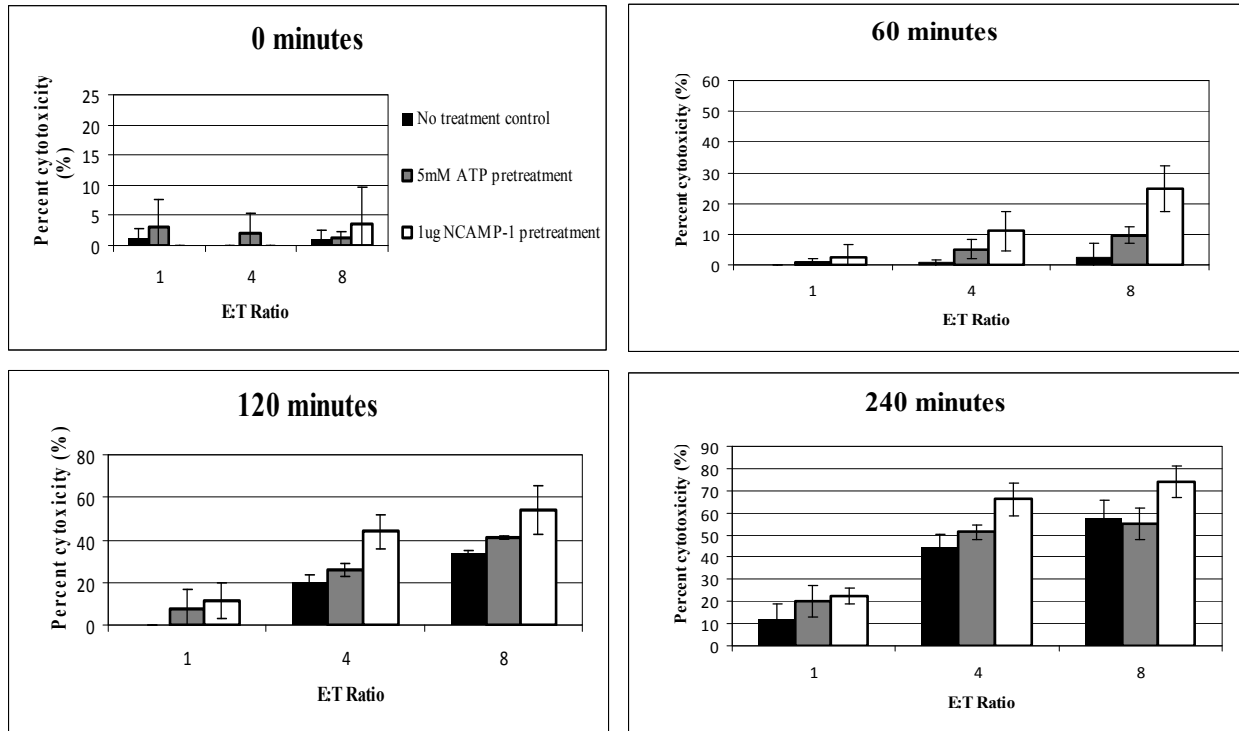 0 minutes
Percent cytotoxicity
(%)
25
20
15
10
5
0
1 4 8
E:T Ratio
No treatment control
5mM ATP pretreatment
1ug NCAMP-1 pretreatment
60 minutes
Percent cytotoxicity (%)
60
50
40
30
20
10
0
1 4 8
E:T Ratio
120 minutes
Percent cytotoxicity (%)
80
60
40
20
0
1 4 8
E:T Ratio
240 minutes
Percent cytotoxicity (%)
90
80
70
60
50
40
30
20
10
0
1 4 8
E:T Ratio